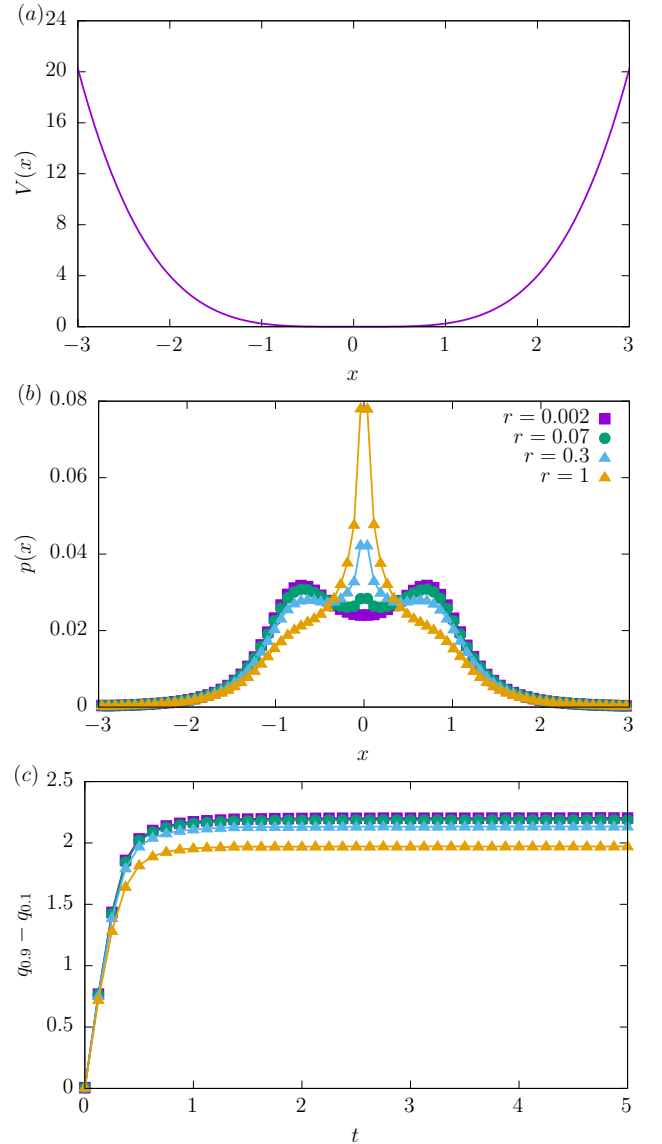 (a)
24
20
16
12
8
4
0
V(x)
−3 −2 −1 0 1 2 3
x
(b)
0.08
0.06
0.04
0.02
0
p(x)
r = 0.002
r = 0.07
r = 0.3
r = 1
−3 −2 −1 0 1 2 3
x
(c)
2.5
2
1.5
1
0.5
0
q₀.₉ − q₀.₁
0 1 2 3 4 5
t